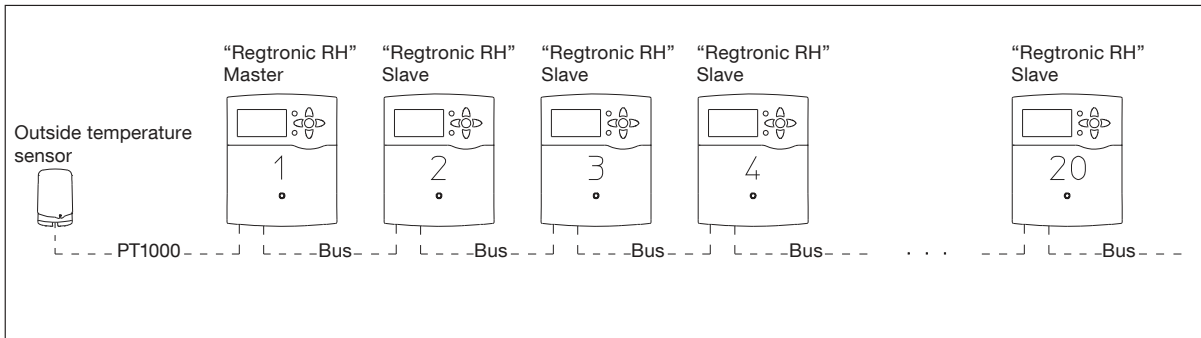 “Regtronic RH”
Master
“Regtronic RH”
Slave
“Regtronic RH”
Slave
“Regtronic RH”
Slave
“Regtronic RH”
Slave
Outside temperature
sensor
1
2
3
4
20
PT1000
Bus
Bus
Bus
Bus
. . .
Bus